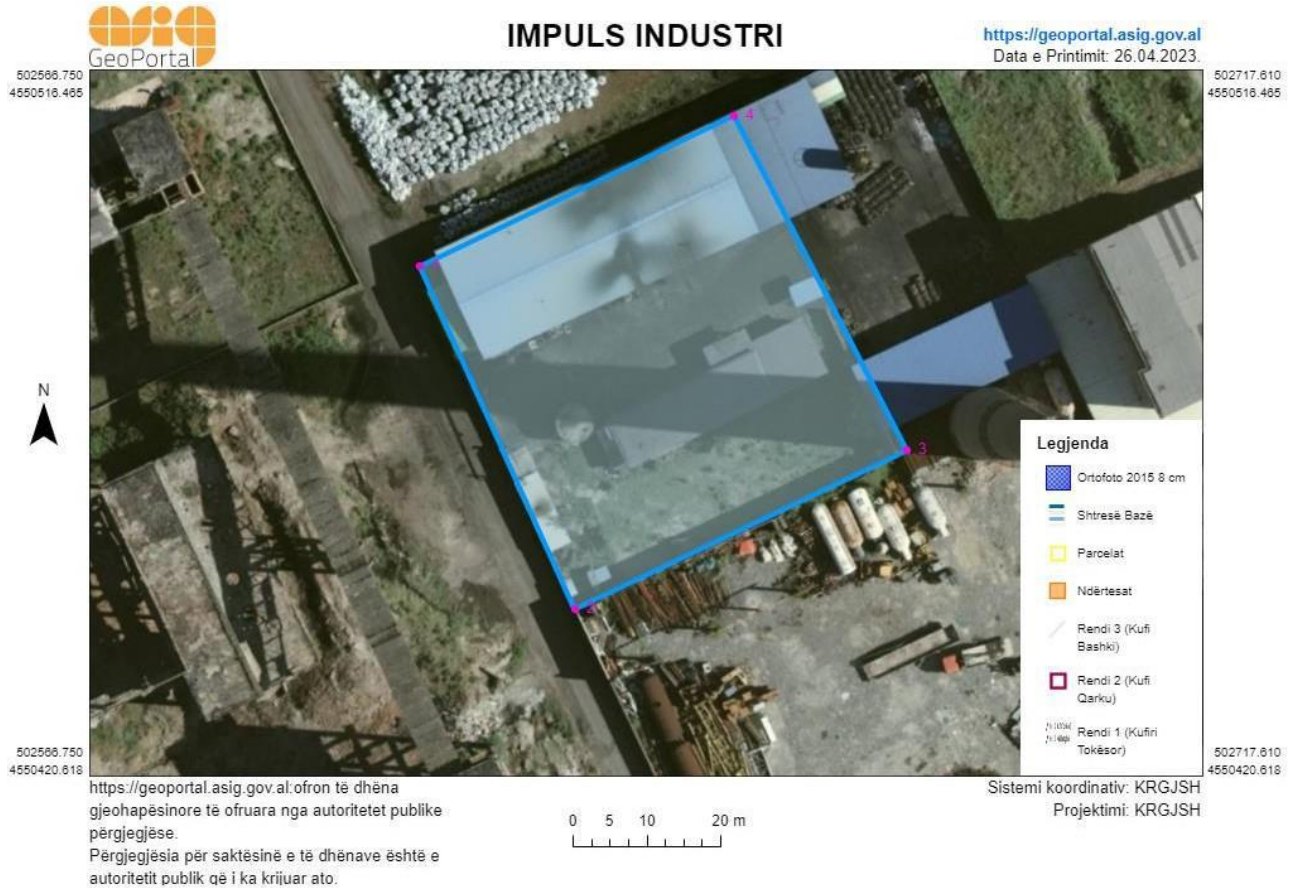 asig
GeoPortal
IMPULS INDUSTRI
https://geoportal.asig.gov.al
Data e Printimit: 26.04.2023.
502566.750
4550516.465
502717.610
4550516.465
4
3
N
Legjenda
Ortofoto 2015 8 cm
Shtresë Bazë
Parcelat
Ndërtesat
Rendi 3 (Kufi
Bashki)
Rendi 2 (Kufi
Qarku)
Rendi 1 (Kufiri
Tokësor)
502566.750
4550420.618
502717.610
4550420.618
https://geoportal.asig.gov.al:ofron të dhëna
gjeohapësinore të ofruara nga autoritetet publike
përgjegjëse.
Përgjegjësia për saktësinë e të dhënave është e
autoritetit publik që i ka krijuar ato.
0 5 10 20 m
Sistemi koordinativ: KRGJSH
Projektimi: KRGJSH